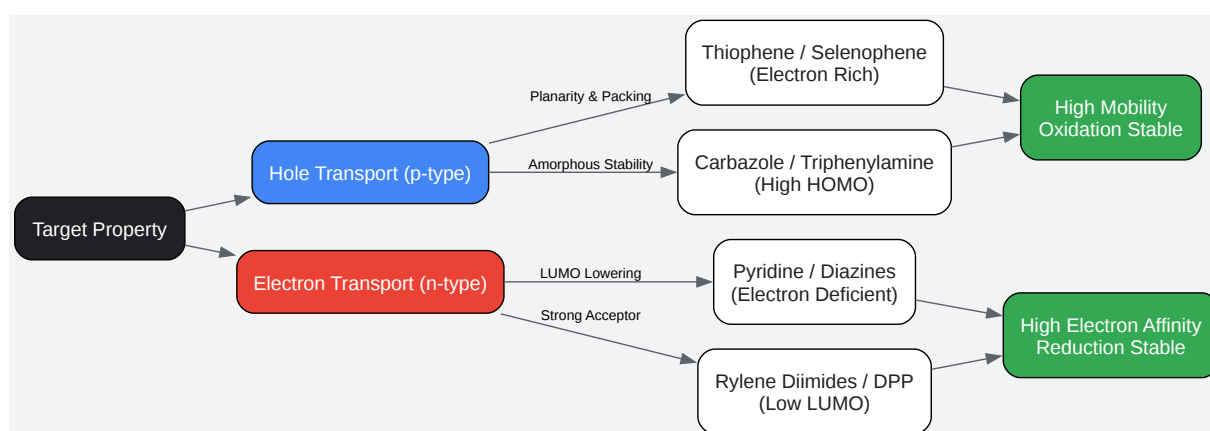 Target Property
Hole Transport (p-type)
Electron Transport (n-type)
Planarity & Packing
Amorphous Stability
LUMO Lowering
Strong Acceptor
Thiophene / Selenophene
(Electron Rich)
Carbazole / Triphenylamine
(High HOMO)
Pyridine / Diazines
(Electron Deficient)
Rylene Diimides / DPP
(Low LUMO)
High Mobility
Oxidation Stable
High Electron Affinity
Reduction Stable